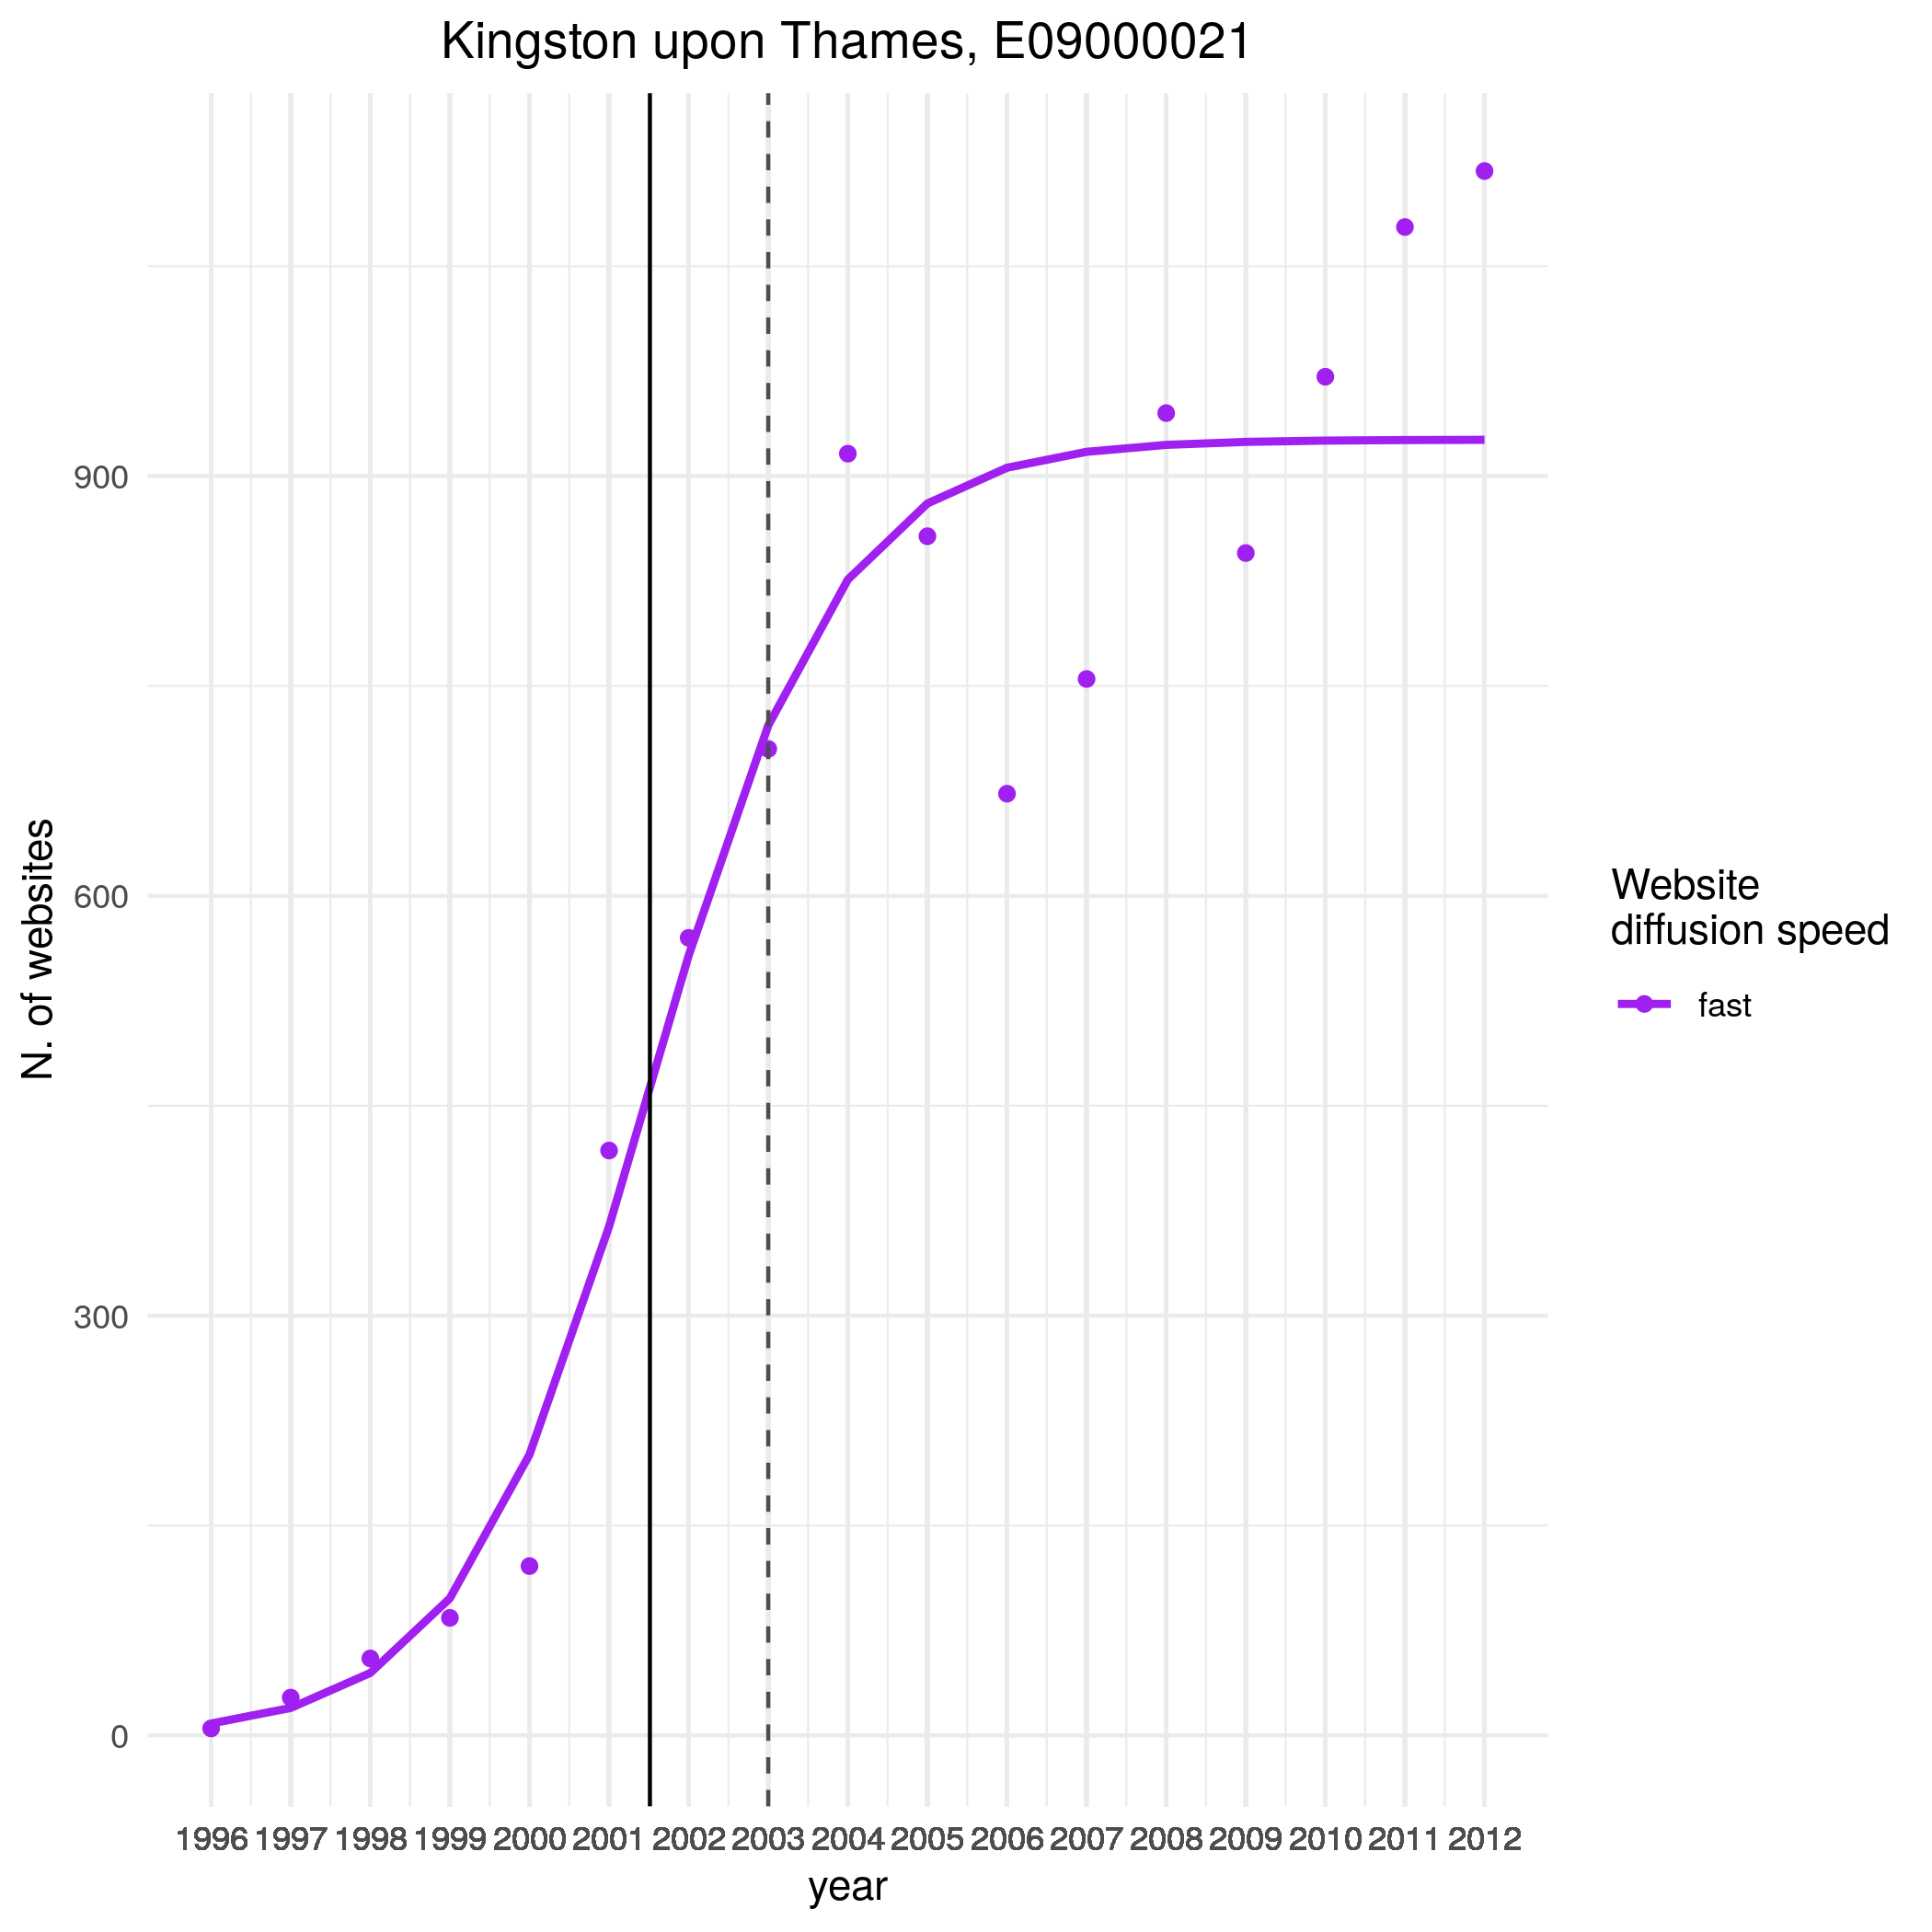 Kingston upon Thames, E09000021
N. of websites
900
600
300
0
1996 1997 1998 1999 2000 2001 2002 2003 2004 2005 2006 2007 2008 2009 2010 2011 2012
year
Website
diffusion speed
fast